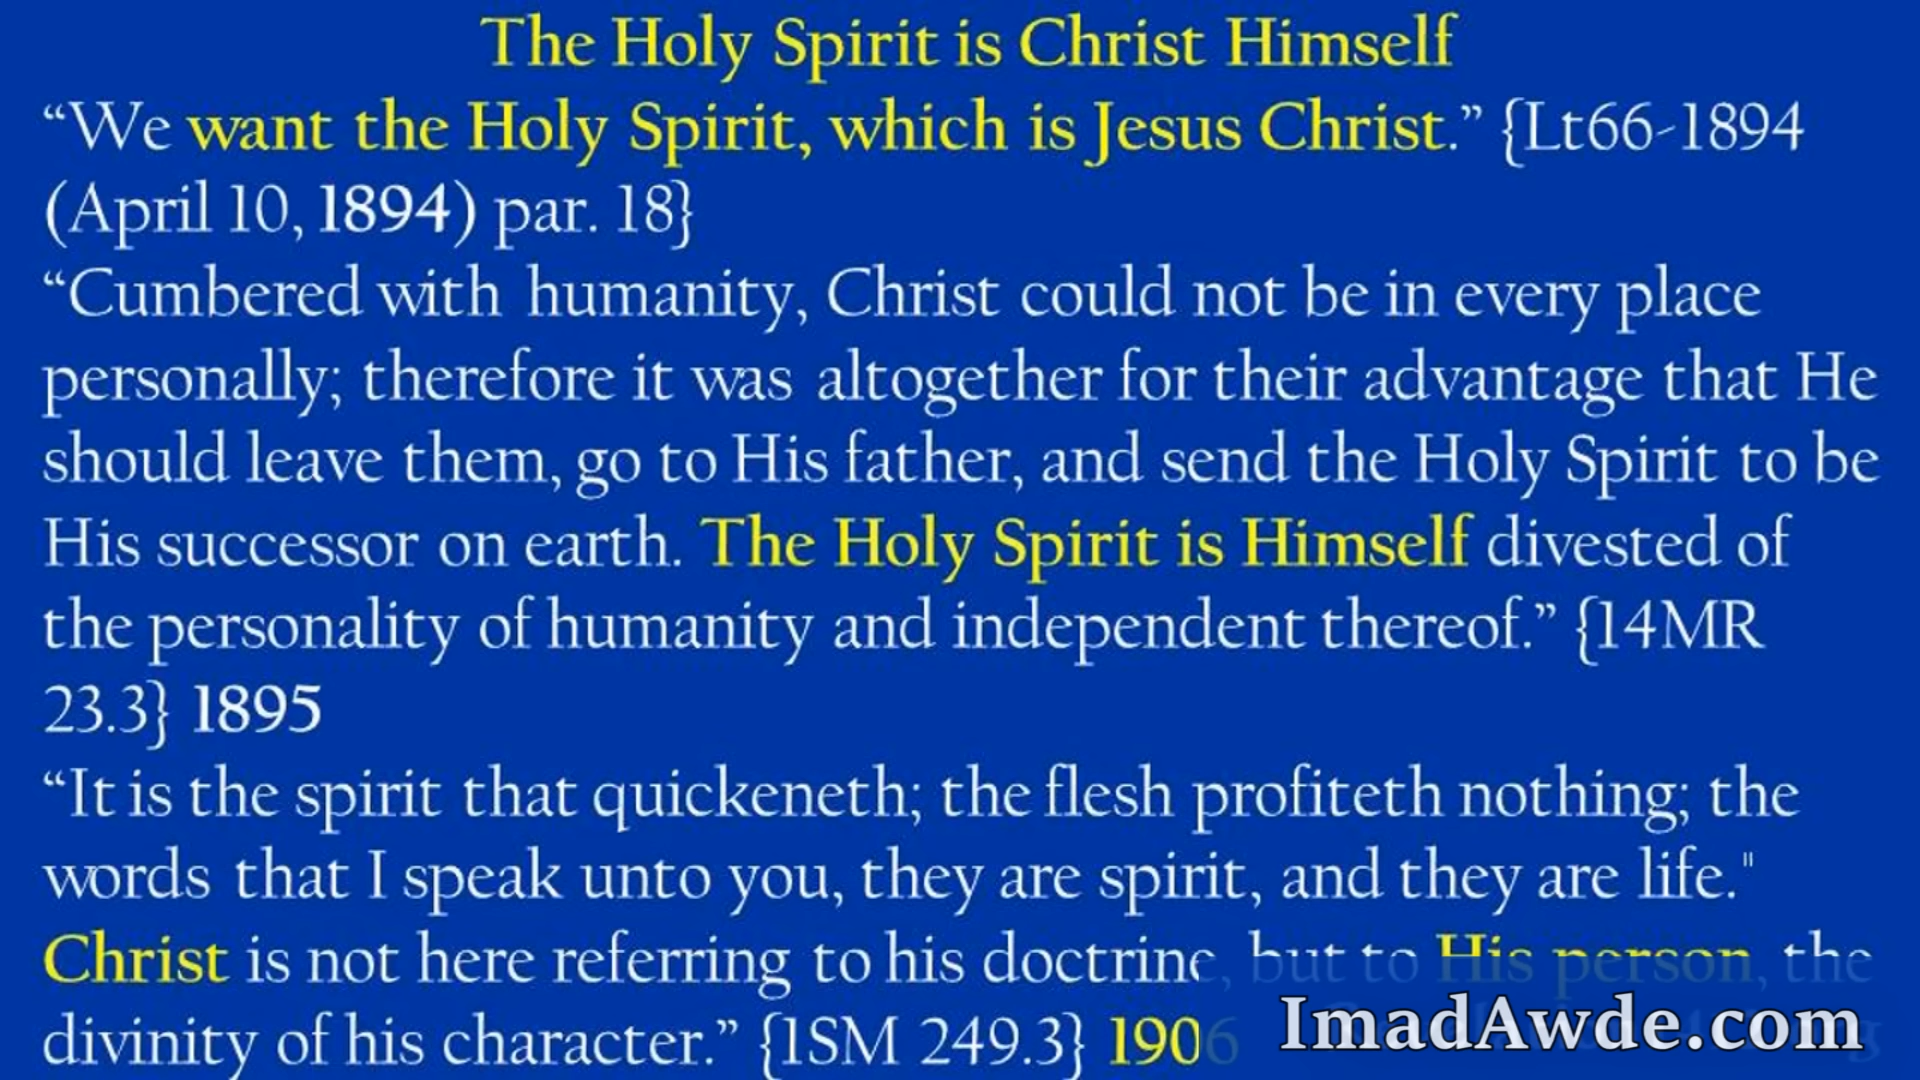 The Holy Spirit is Christ Himself
“We want the Holy Spirit, which is Jesus Christ.” {Lt66-1894
(April 10, 1894) par. 18}
“Cumbered with humanity, Christ could not be in every place
personally; therefore it was altogether for their advantage that He
should leave them, go to His father, and send the Holy Spirit to be
His successor on earth. The Holy Spirit is Himself divested of
the personality of humanity and independent thereof.” {14MR
23.3} 1895
“It is the spirit that quickeneth; the flesh profiteth nothing; the
words that I speak unto you, they are spirit, and they are life."
Christ is not here referring to his doctrine, but to His person, the
divinity of his character.” {1SM 249.3} 1906
ImadAwde.com